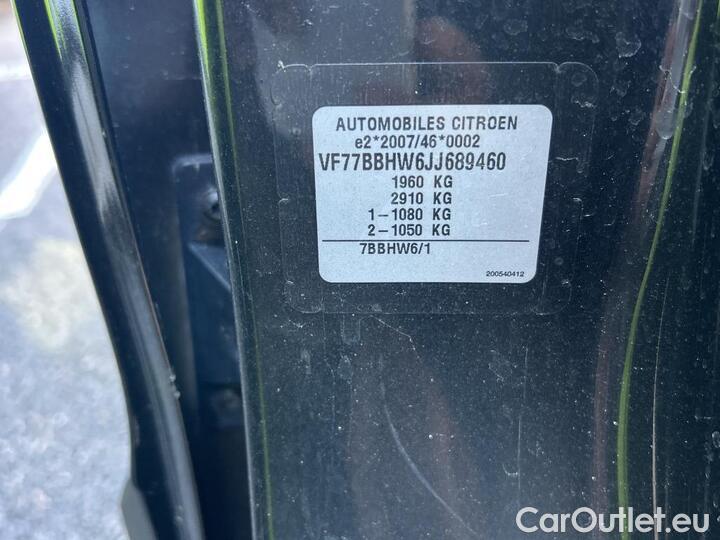 AUTOMOBILES CITROEN
e2*2007/46*0002
VF77BBHW6JJ689460
1960 KG
2910 KG
1-1080 KG
2-1050 KG
7BBHW6/1
200540412
CarOutlet.eu